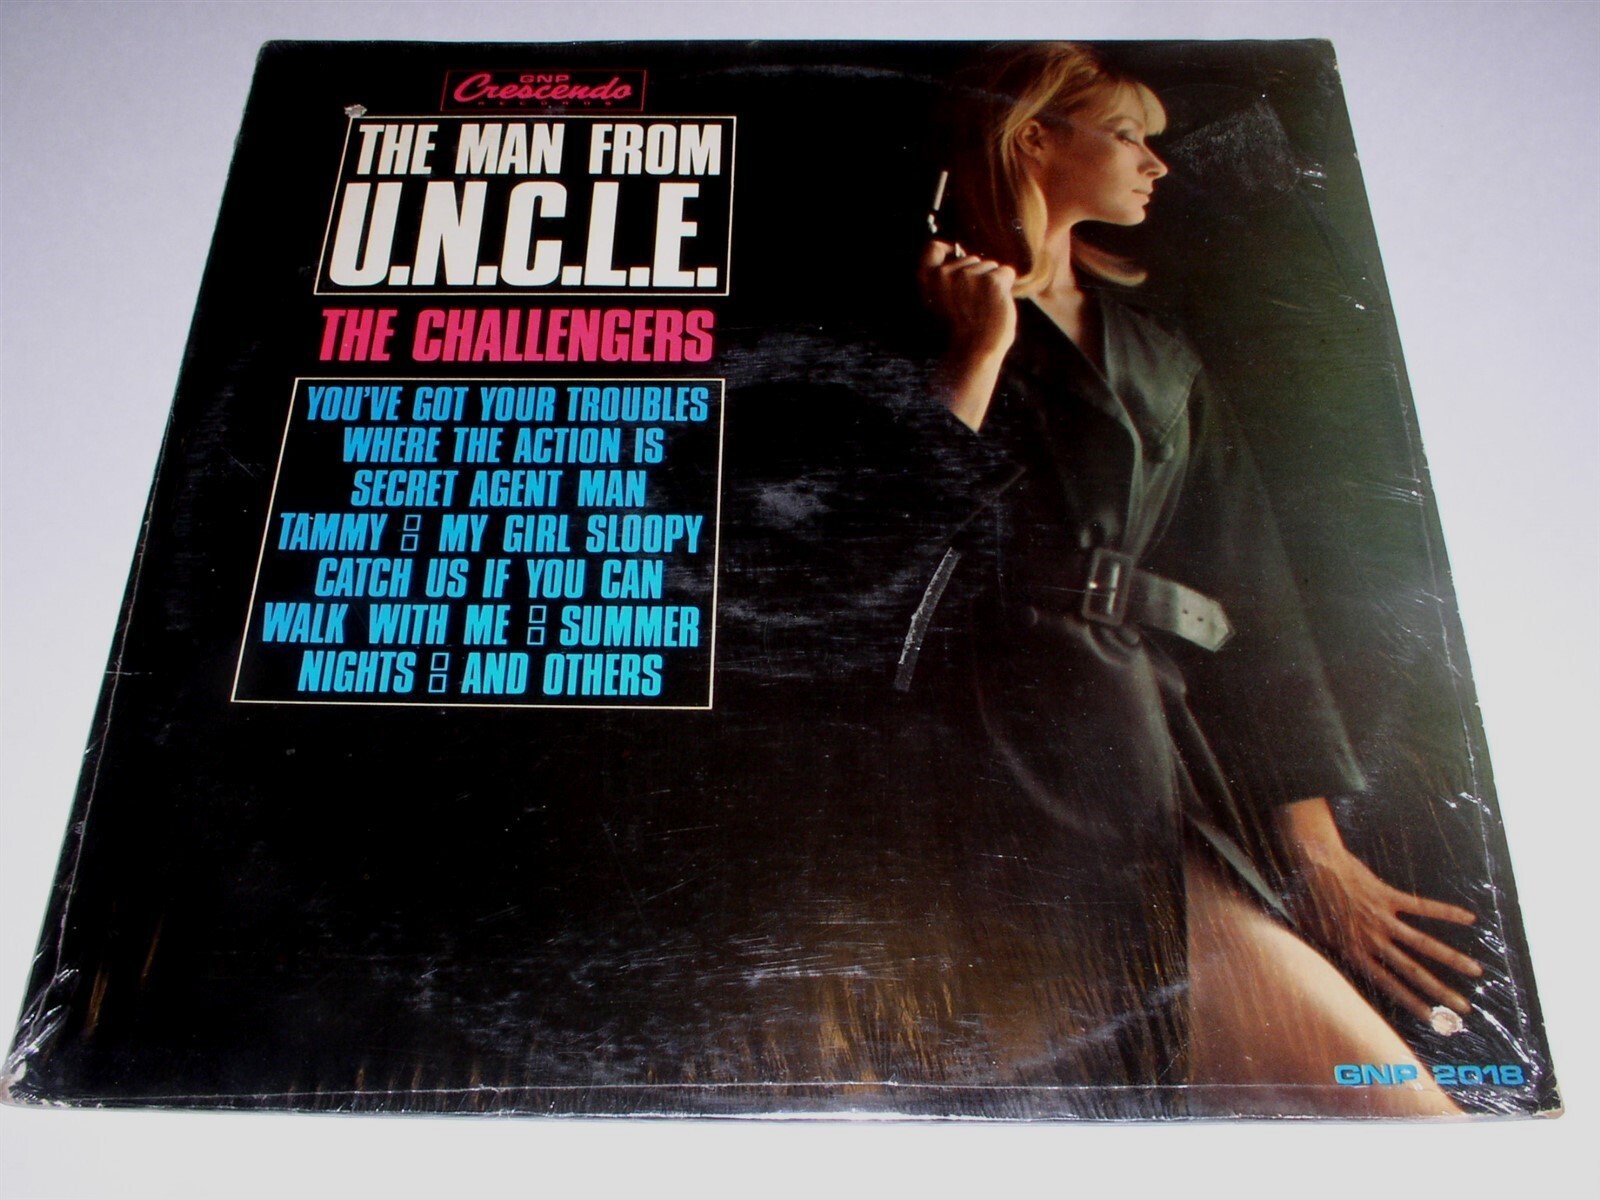 GNP
Crescendo
RECORDS
THE MAN FROM
U.N.C.L.E.
THE CHALLENGERS
YOU'VE GOT YOUR TROUBLES
WHERE THE ACTION IS
SECRET AGENT MAN
TAMMY □ MY GIRL SLOOPY
CATCH US IF YOU CAN
WALK WITH ME □ SUMMER
NIGHTS □ AND OTHERS
GNP 2018